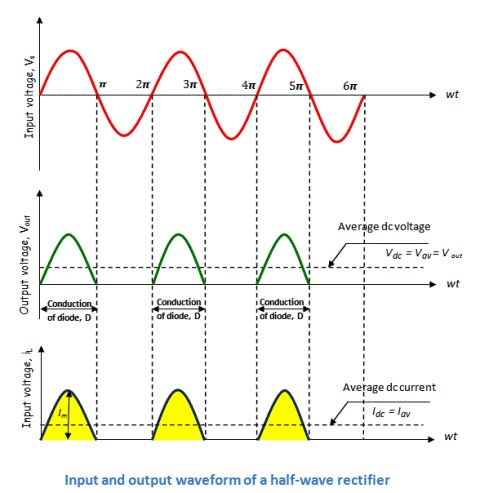 Input voltage, Vs
π 2π 3π 4π 5π 6π
wt
Output voltage, Vout
Average dc voltage
Vdc = Vav = V out
wt
Conduction
of diode, D
Conduction
of diode, D
Conduction
of diode, D
Input voltage, iL
Im
Average dc current
Idc = Iav
wt
Input and output waveform of a half-wave rectifier